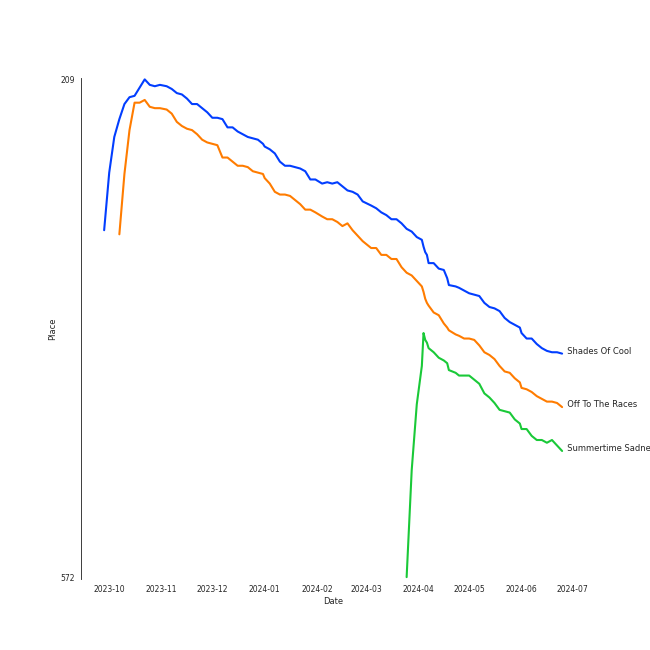 209
Place
Shades Of Cool
Off To The Races
Summertime Sadne
572
2023-10 2023-11 2023-12 2024-01 2024-02 2024-03 2024-04 2024-05 2024-06 2024-07
Date